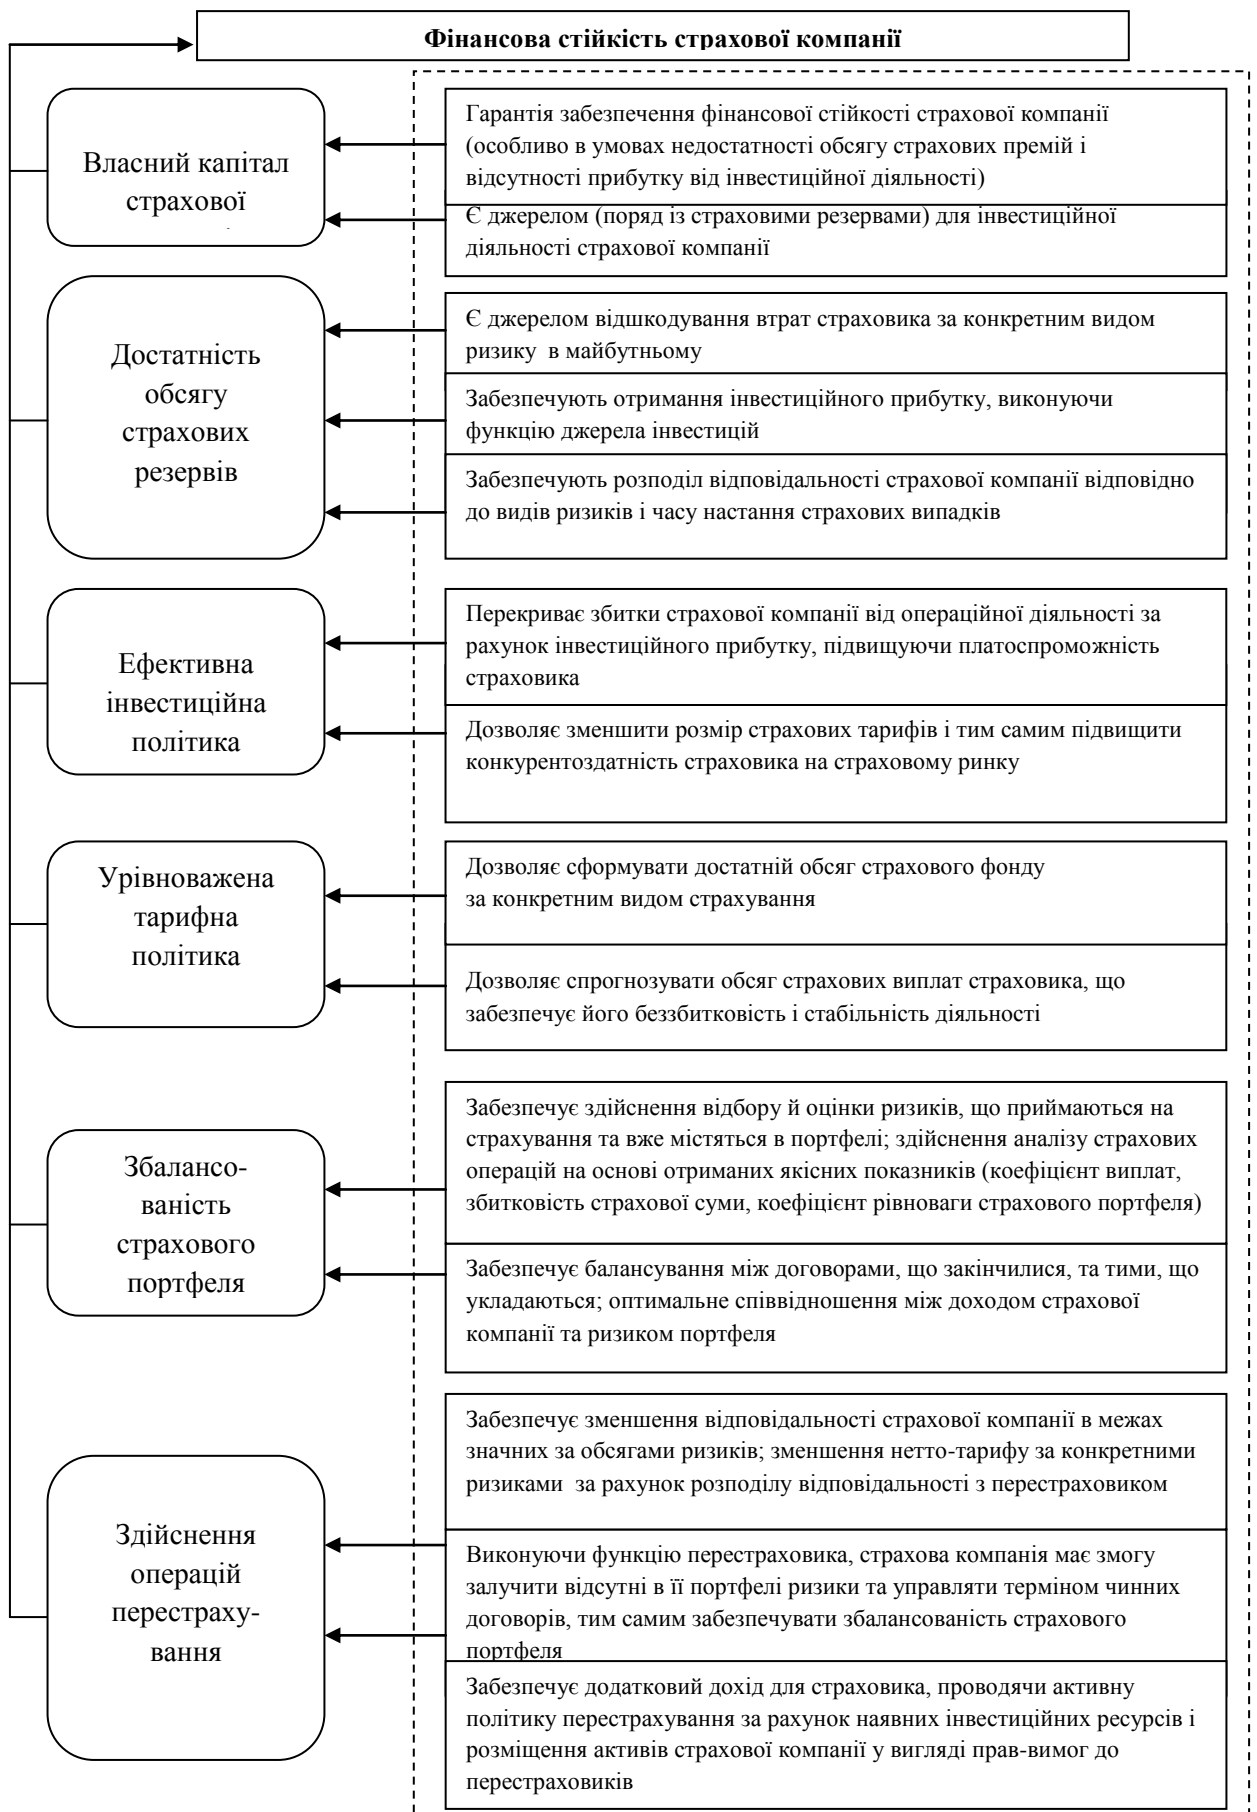 Фінансова стійкість страхової компанії
Власний капітал
страхової
Гарантія забезпечення фінансової стійкості страхової компанії
(особливо в умовах недостатності обсягу страхових премій і
відсутності прибутку від інвестиційної діяльності)
Є джерелом (поряд із страховими резервами) для інвестиційної
діяльності страхової компанії
Достатність
обсягу
страхових
резервів
Є джерелом відшкодування втрат страховика за конкретним видом
ризику в майбутньому
Забезпечують отримання інвестиційного прибутку, виконуючи
функцію джерела інвестицій
Забезпечують розподіл відповідальності страхової компанії відповідно
до видів ризиків і часу настання страхових випадків
Ефективна
інвестиційна
політика
Перекриває збитки страхової компанії від операційної діяльності за
рахунок інвестиційного прибутку, підвищуючи платоспроможність
страховика
Дозволяє зменшити розмір страхових тарифів і тим самим підвищити
конкурентоздатність страховика на страховому ринку
Урівноважена
тарифна
політика
Дозволяє сформувати достатній обсяг страхового фонду
за конкретним видом страхування
Дозволяє спрогнозувати обсяг страхових виплат страховика, що
забезпечує його беззбитковість і стабільність діяльності
Збалансо-
ваність
страхового
портфеля
Забезпечує здійснення відбору й оцінки ризиків, що приймаються на
страхування та вже містяться в портфелі; здійснення аналізу страхових
операцій на основі отриманих якісних показників (коефіцієнт виплат,
збитковість страхової суми, коефіцієнт рівноваги страхового портфеля)
Забезпечує балансування між договорами, що закінчилися, та тими, що
укладаються; оптимальне співвідношення між доходом страхової
компанії та ризиком портфеля
Здійснення
операцій
перестраху-
вання
Забезпечує зменшення відповідальності страхової компанії в межах
значних за обсягами ризиків; зменшення нетто-тарифу за конкретними
ризиками за рахунок розподілу відповідальності з перестраховиком
Виконуючи функцію перестраховика, страхова компанія має змогу
залучити відсутні в її портфелі ризики та управляти терміном чинних
договорів, тим самим забезпечувати збалансованість страхового
портфеля
Забезпечує додатковий дохід для страховика, проводячи активну
політику перестрахування за рахунок наявних інвестиційних ресурсів і
розміщення активів страхової компанії у вигляді прав-вимог до
перестраховиків